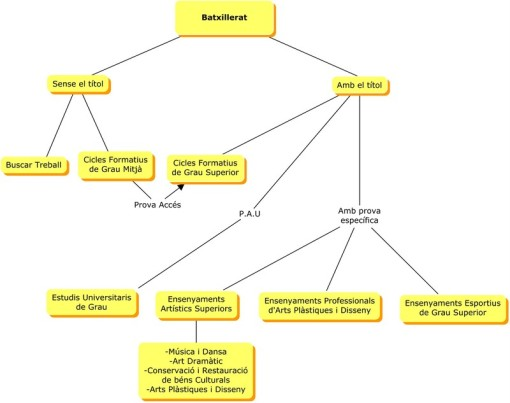 Batxillerat
Sense el títol
Amb el títol
Buscar Treball
Cicles Formatius
de Grau Mitjà
Cicles Formatius
de Grau Superior
Prova Accés
P.A.U
Amb prova
específica
Estudis Universitaris
de Grau
Ensenyaments
Artístics Superiors
Ensenyaments Professionals
d'Arts Plàstiques i Disseny
Ensenyaments Esportius
de Grau Superior
-Música i Dansa
-Art Dramàtic
-Conservació i Restauració
de béns Culturals
-Arts Plàstiques i Disseny